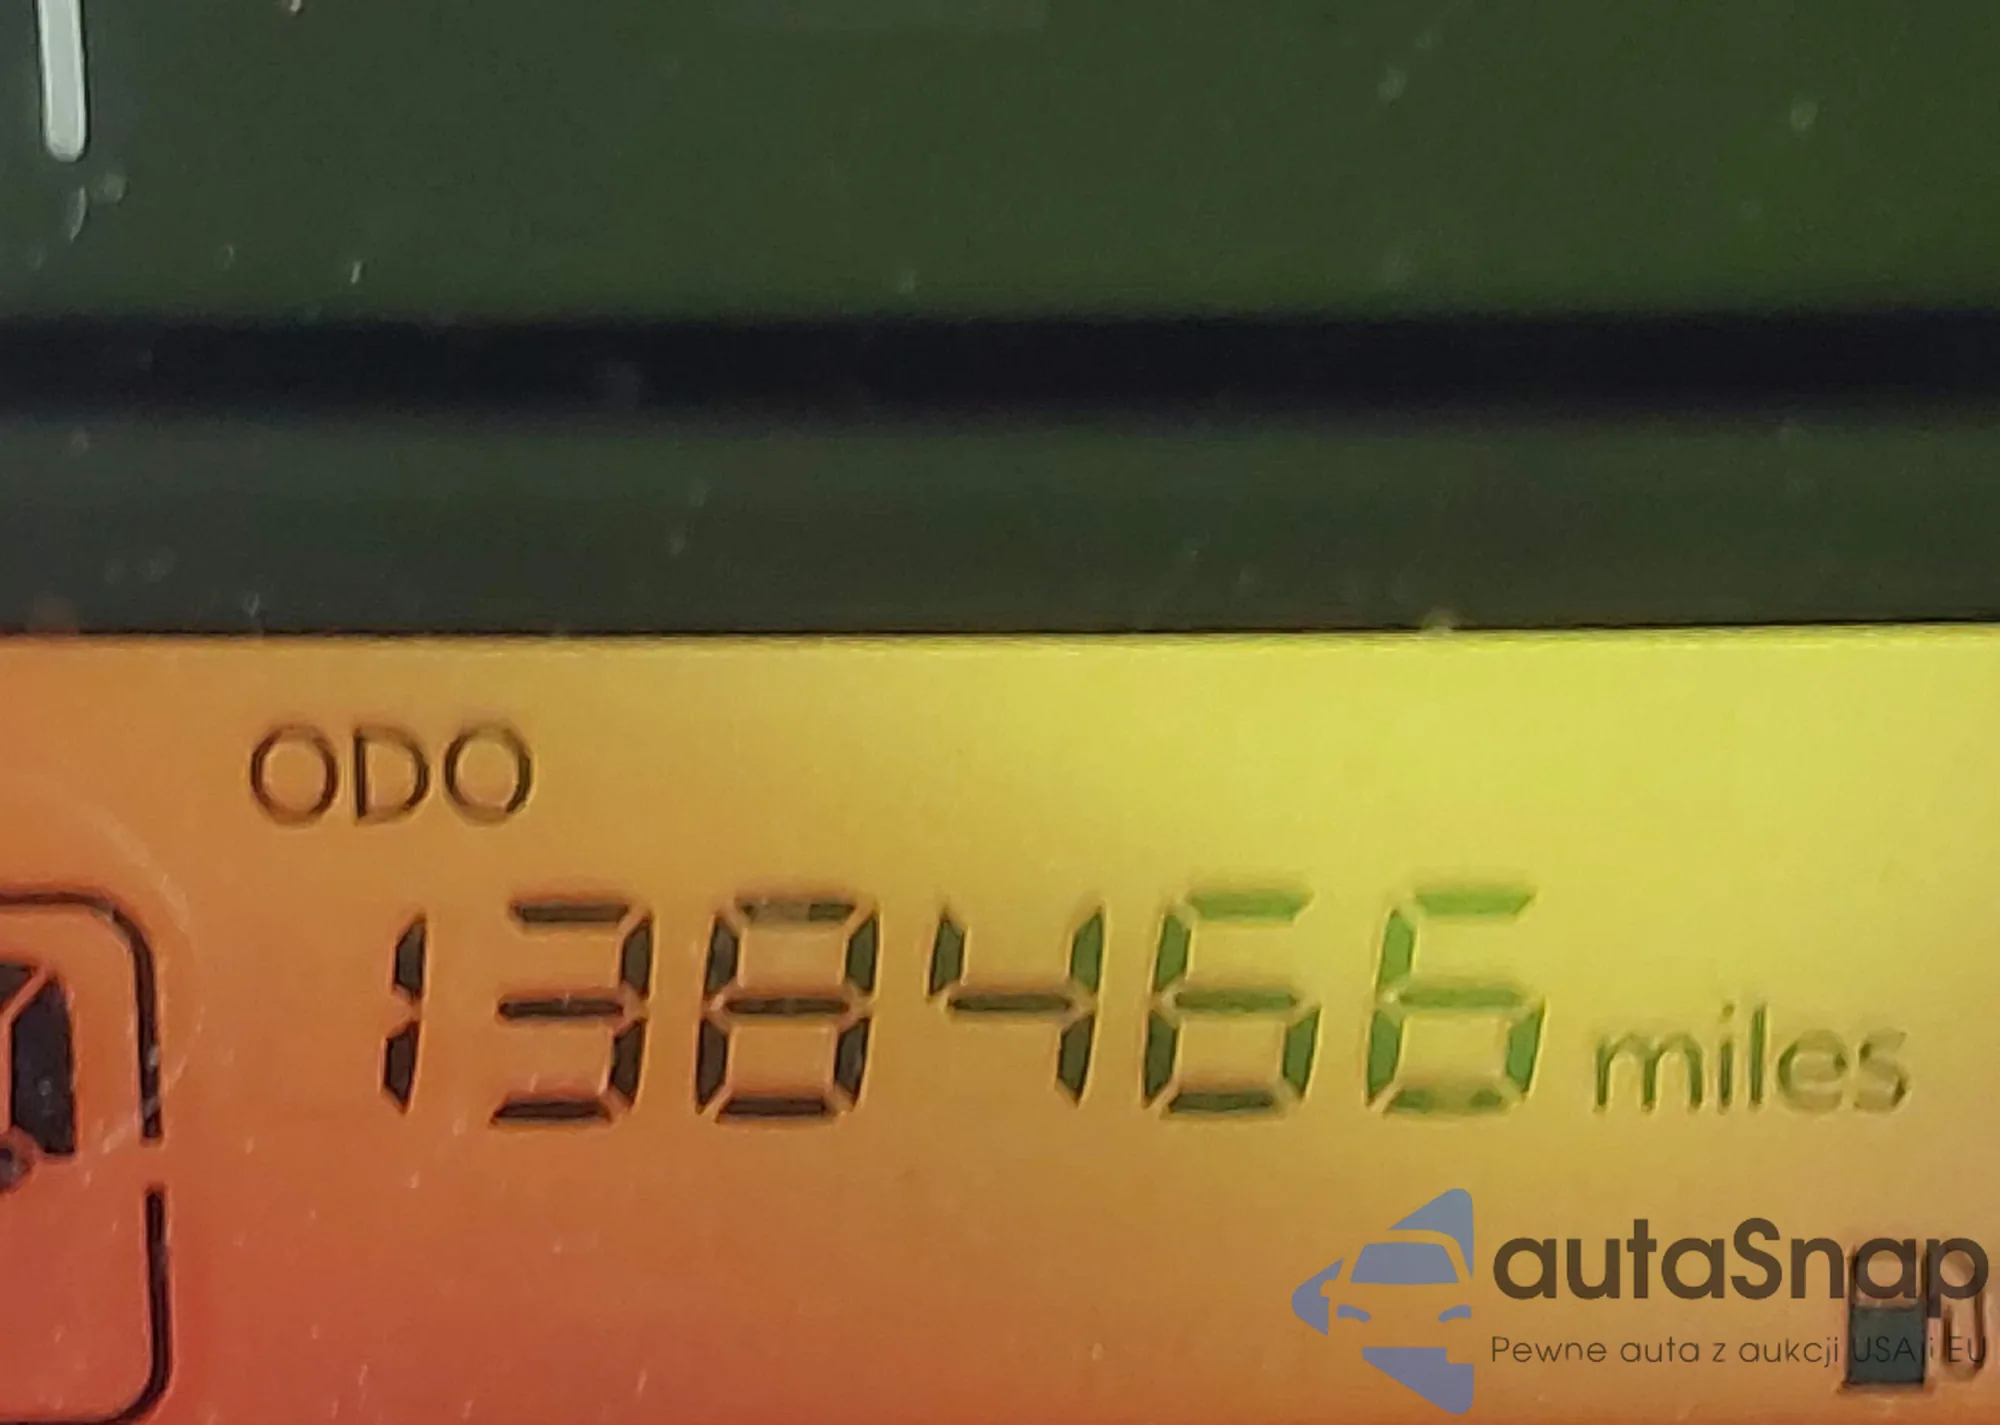 ODO
138466 miles
autaSnap
Pewne auta z aukcji USA i EU